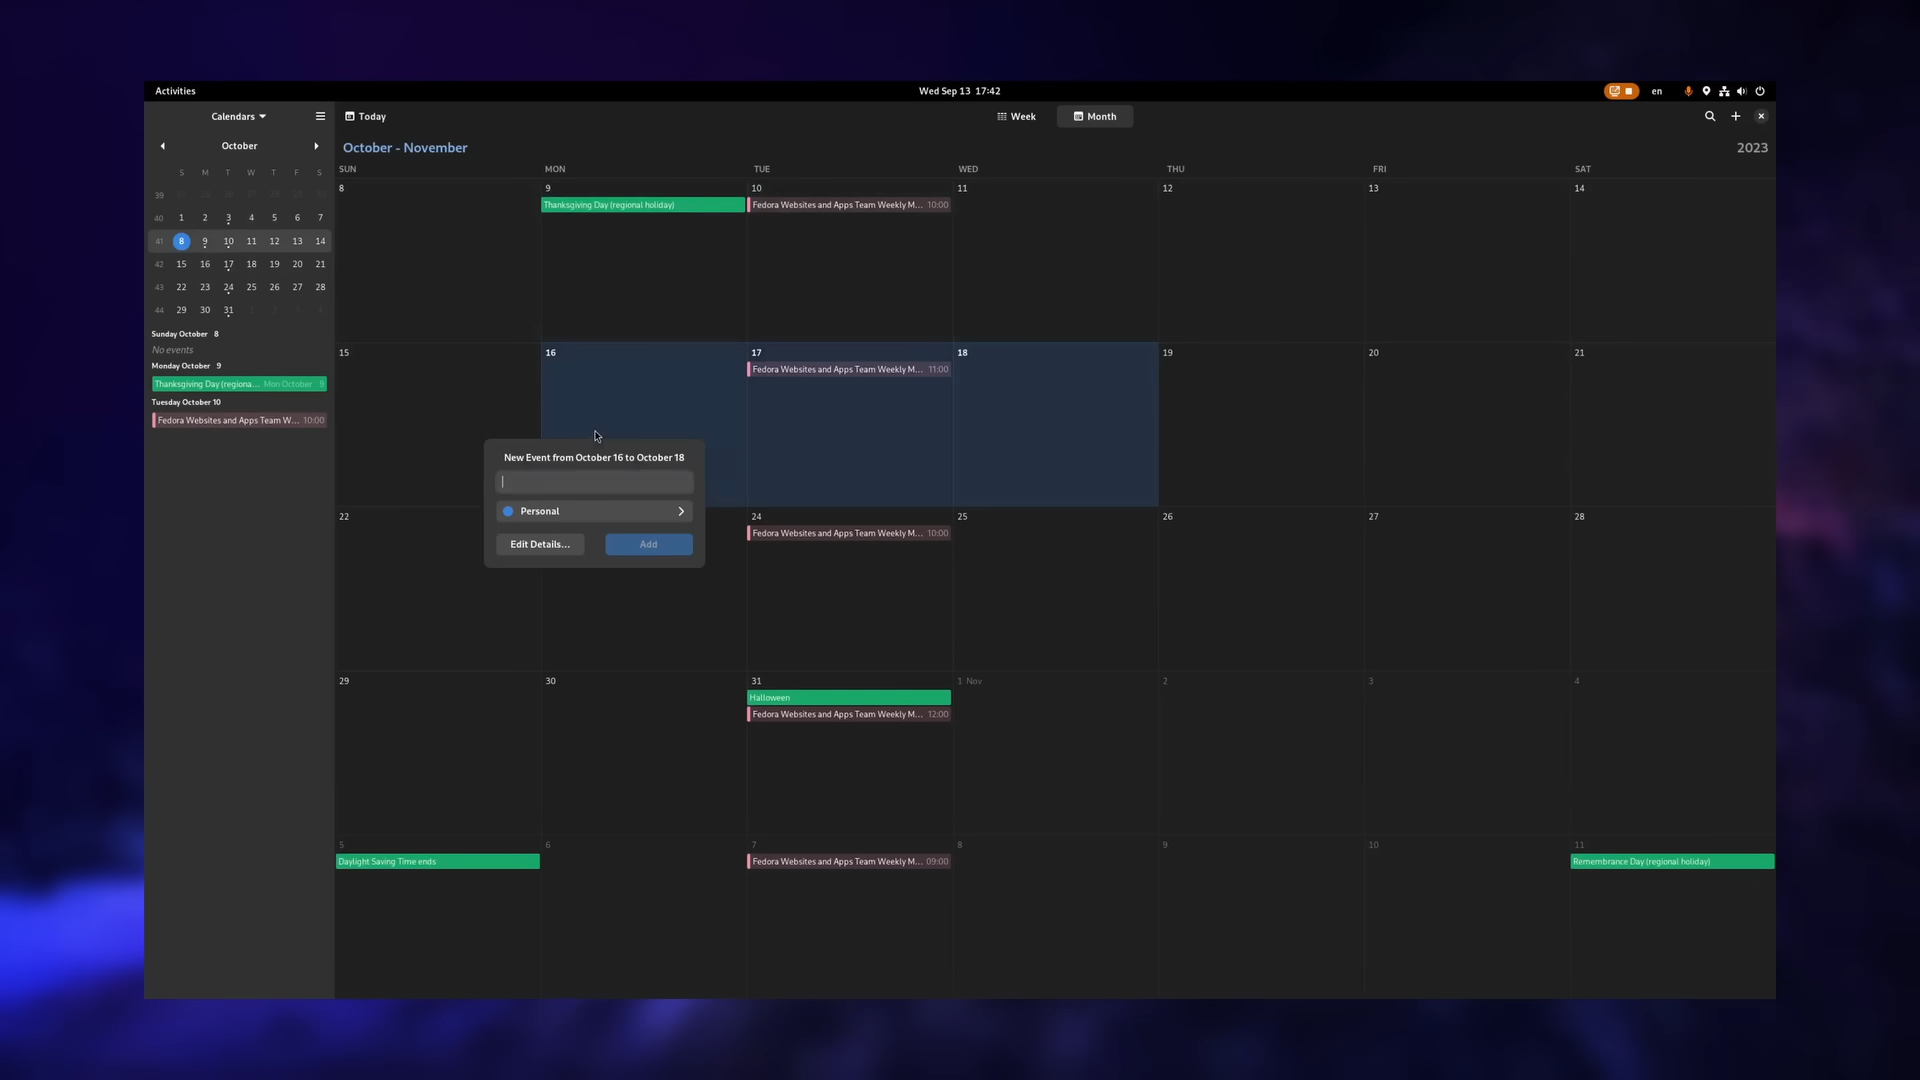 Activities
Wed Sep 13 17:42
en
Calendars
Today
Week
Month
October
October - November
2023
S M T W T F S
39
40 1 2 3 4 5 6 7
41 8 9 10 11 12 13 14
42 15 16 17 18 19 20 21
43 22 23 24 25 26 27 28
44 29 30 31
Sunday October 8
No events
Monday October 9
Thanksgiving Day (regiona... Mon October 9
Tuesday October 10
Fedora Websites and Apps Team W... 10:00
SUN MON TUE WED THU FRI SAT
8 9 10 11 12 13 14
Thanksgiving Day (regional holiday)
Fedora Websites and Apps Team Weekly M... 10:00
15 16 17 18 19 20 21
Fedora Websites and Apps Team Weekly M... 11:00
New Event from October 16 to October 18
Personal
Edit Details...
Add
22 24 25 26 27 28
Fedora Websites and Apps Team Weekly M... 10:00
29 30 31 1 Nov 2 3 4
Halloween
Fedora Websites and Apps Team Weekly M... 12:00
5 6 7 8 9 10 11
Daylight Saving Time ends
Fedora Websites and Apps Team Weekly M... 09:00
Remembrance Day (regional holiday)